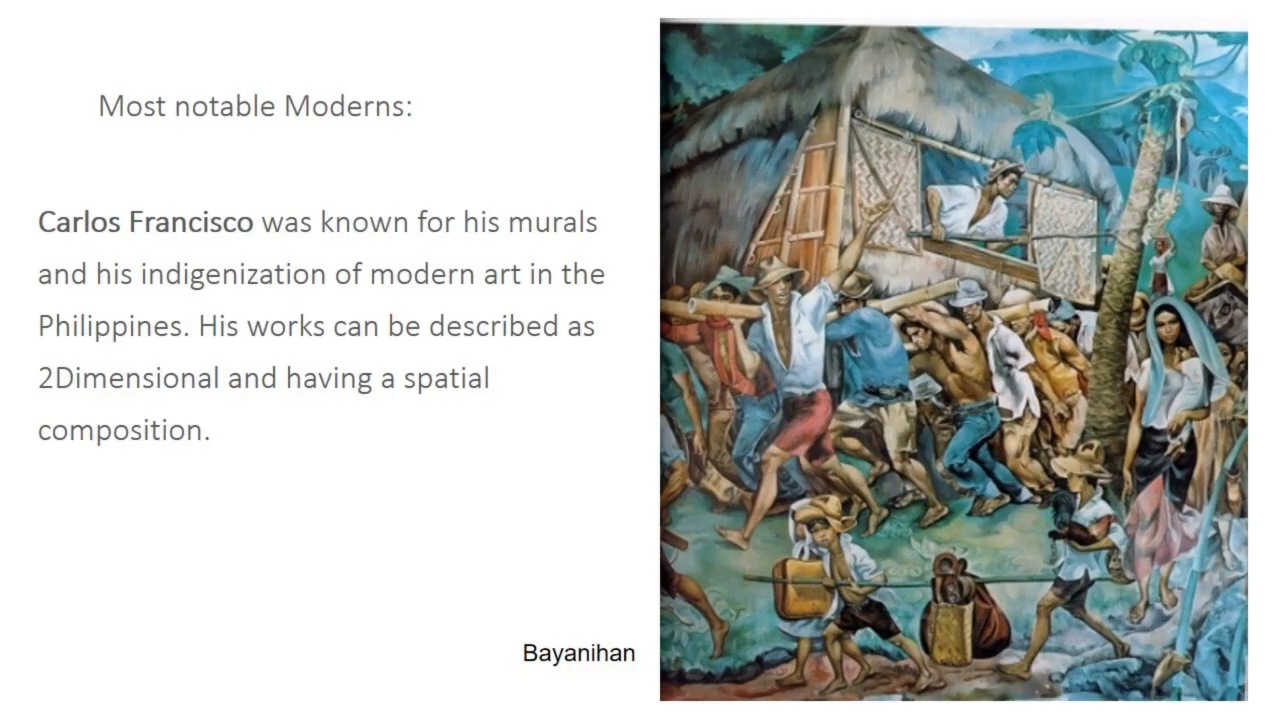 Most notable Moderns:
Carlos Francisco was known for his murals
and his indigenization of modern art in the
Philippines. His works can be described as
2Dimensional and having a spatial
composition.
Bayanihan